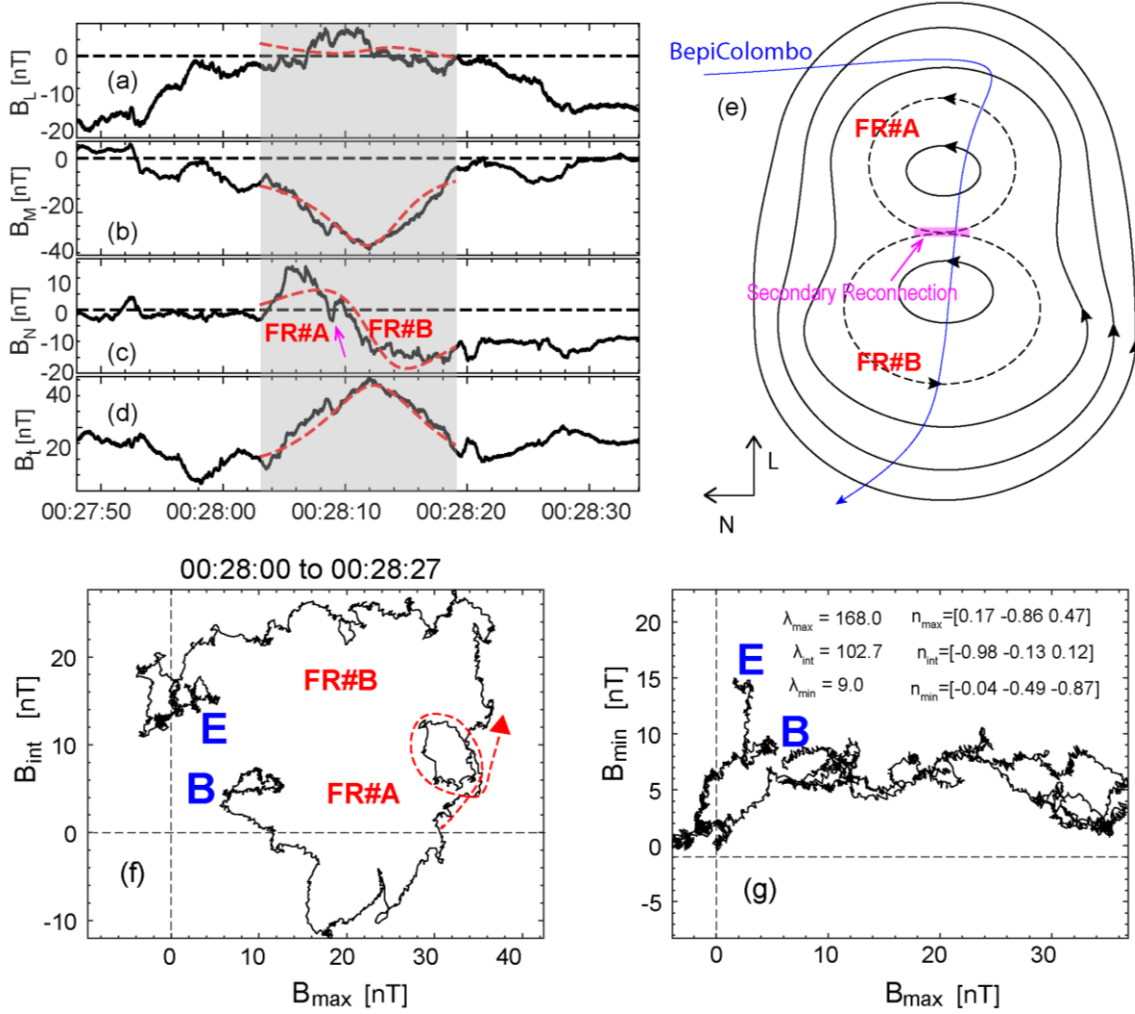 0
-10
-20
B_L [nT]
(a)
0
-20
-40
B_M [nT]
(b)
10
0
-10
-20
B_N [nT]
(c)
FR#A
FR#B
40
20
B_t [nT]
(d)
00:27:50 00:28:00 00:28:10 00:28:20 00:28:30
BepiColombo
(e)
FR#A
Secondary Reconnection
FR#B
L
N
00:28:00 to 00:28:27
20
10
0
-10
B_int [nT]
FR#B
E
B
FR#A
(f)
0 10 20 30 40
B_max [nT]
20
15
10
5
0
-5
B_min [nT]
λ_max = 168.0 n_max=[0.17 -0.86 0.47]
λ_int = 102.7 n_int=[-0.98 -0.13 0.12]
λ_min = 9.0 n_min=[-0.04 -0.49 -0.87]
E
B
(g)
0 10 20 30
B_max [nT]